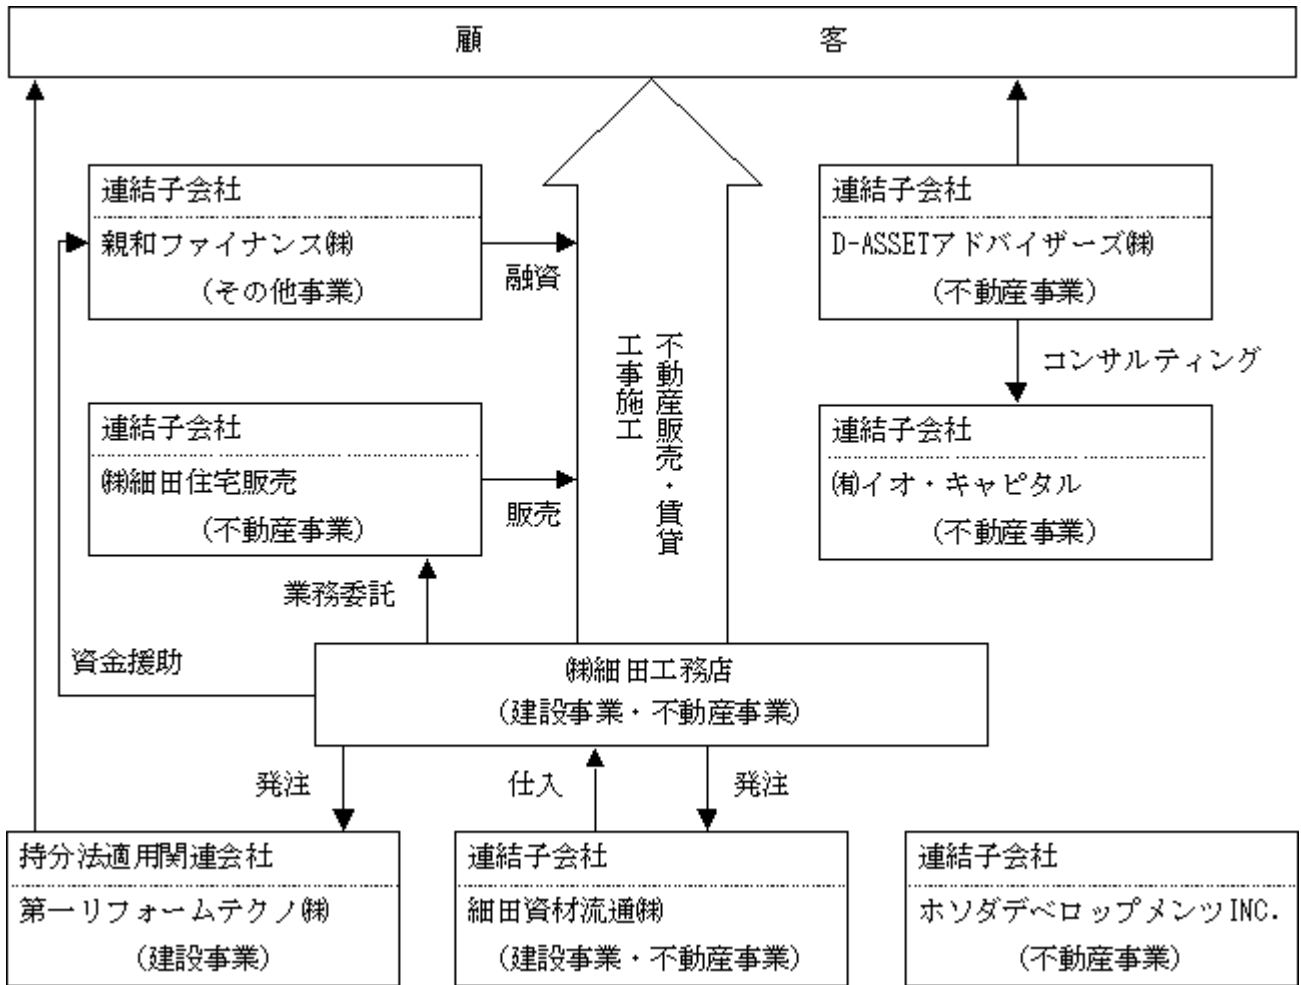 顧客
連結子会社
親和ファイナンス㈱
(その他事業)
融資
連結子会社
D-ASSETアドバイザーズ㈱
(不動産事業)
コンサルティング
不動産販売・賃貸
工事施工
連結子会社
㈱細田住宅販売
(不動産事業)
販売
連結子会社
㈲イオ・キャピタル
(不動産事業)
業務委託
資金援助
㈱細田工務店
(建設事業・不動産事業)
発注
仕入
発注
持分法適用関連会社
第一リフォームテクノ㈱
(建設事業)
連結子会社
細田資材流通㈱
(建設事業・不動産事業)
連結子会社
ホソダデベロップメンツINC.
(不動産事業)